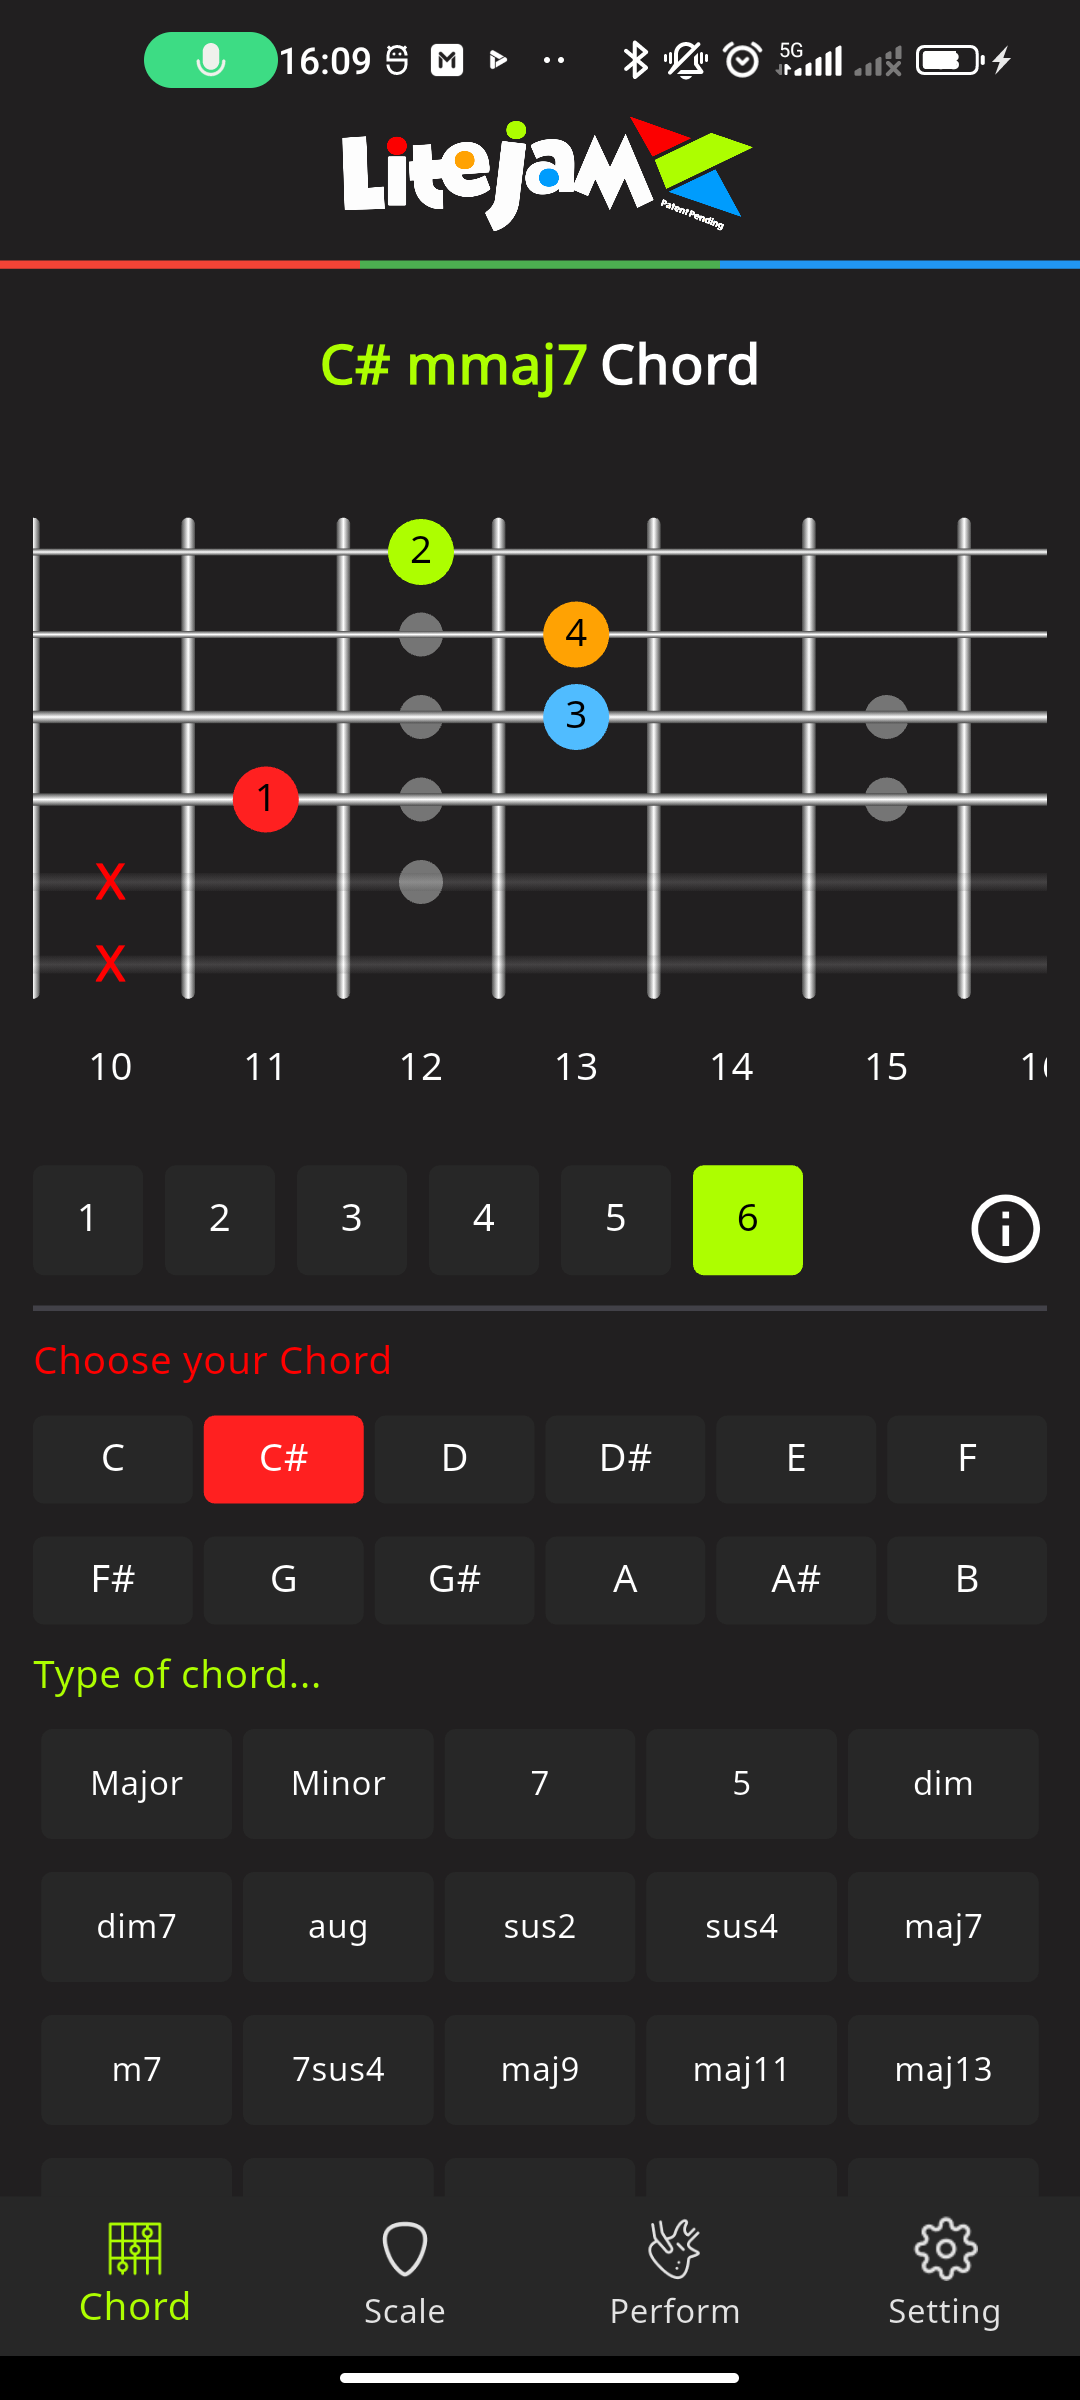 16:09 5G
LiteJam
Patent Pending
C# mmaj7 Chord
2
4
3
1
X
X
10 11 12 13 14 15
1 2 3 4 5 6
Choose your Chord
C C# D D# E F
F# G G# A A# B
Type of chord...
Major Minor 7 5 dim
dim7 aug sus2 sus4 maj7
m7 7sus4 maj9 maj11 maj13
Chord Scale Perform Setting